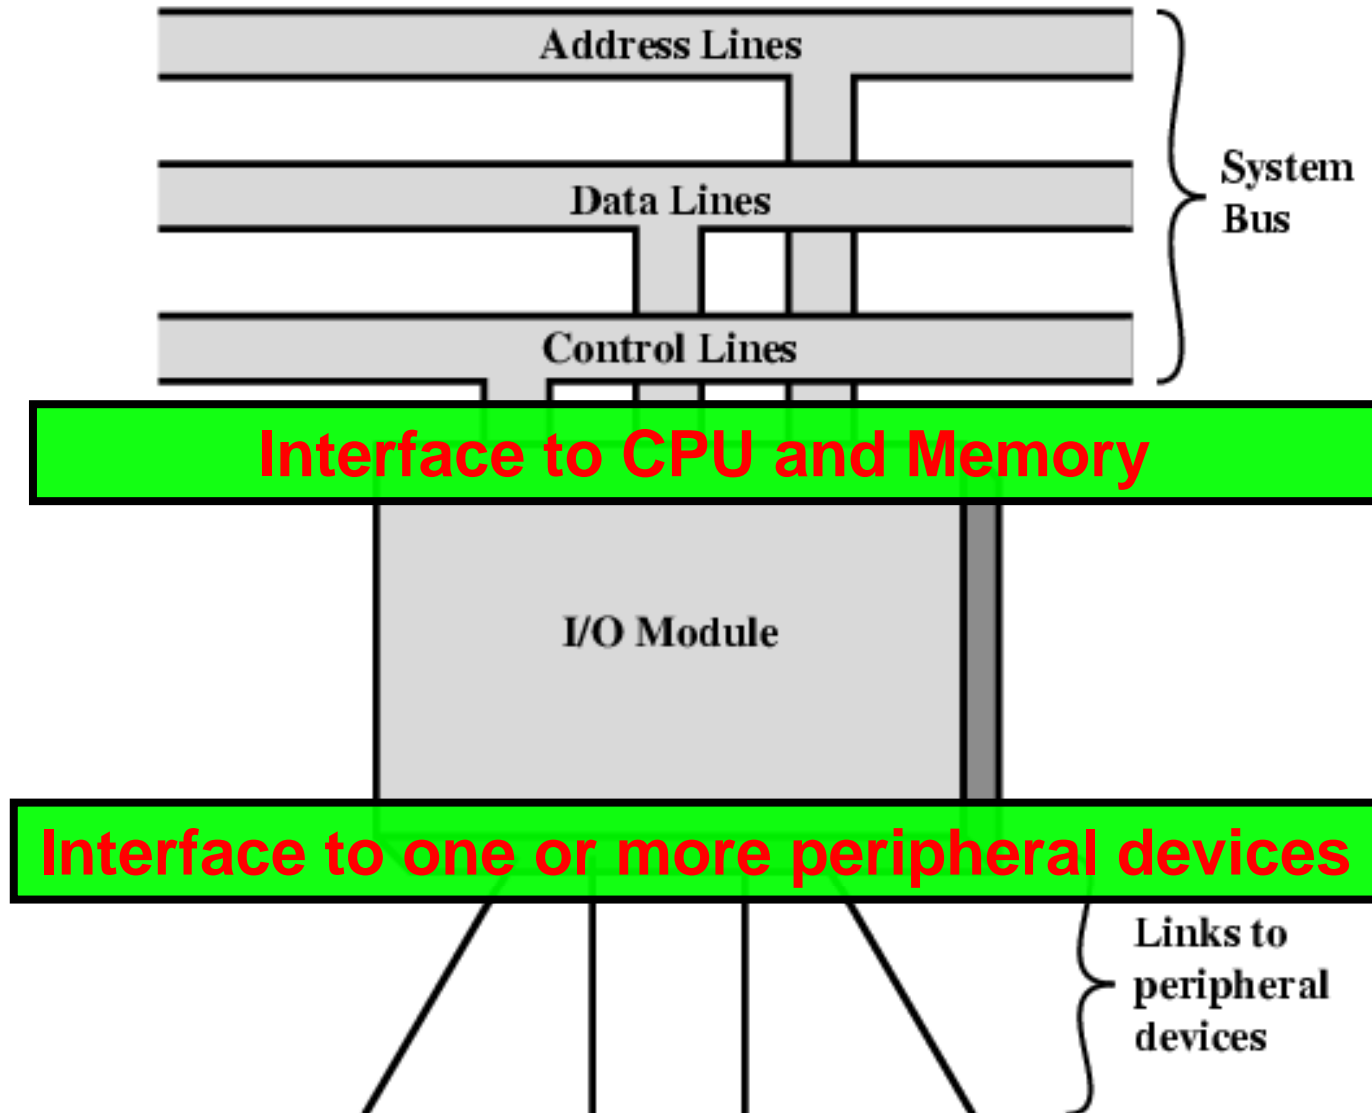 Address Lines
Data Lines
System
Bus
Control Lines
Interface to CPU and Memory
I/O Module
Interface to one or more peripheral devices
Links to
peripheral
devices